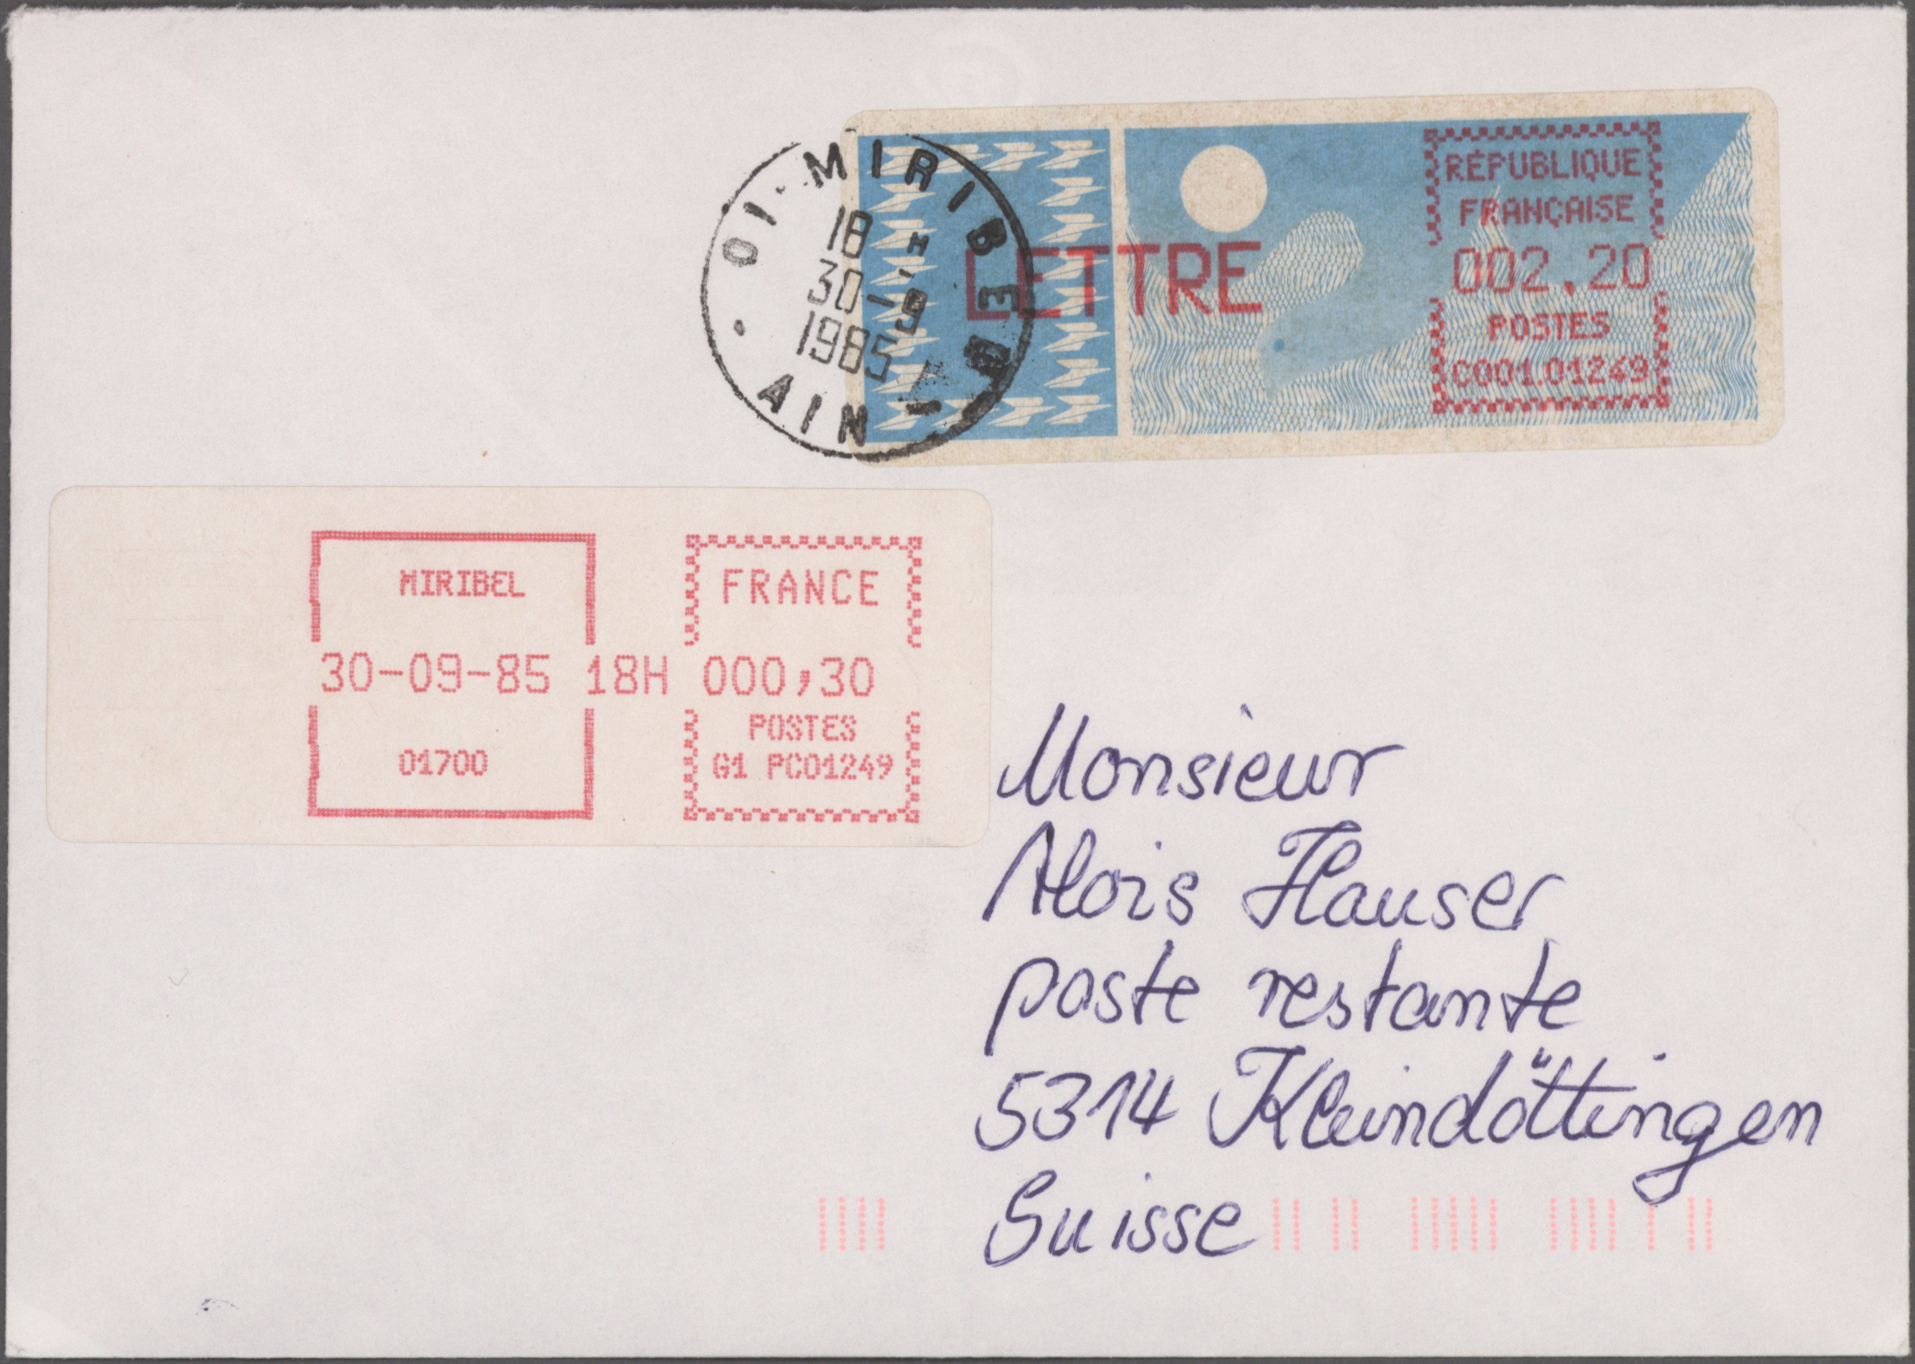 01 - MIRIBEL
18 H
30-9
1985
AIN
LETTRE
RÉPUBLIQUE
FRANÇAISE
002,20
POSTES
C001.01249
MIRIBEL
30-09-85 18H
01700
FRANCE
000,30
POSTES
G1 PC01249
Monsieur
Alois Hauser
poste restante
5314 Kleindöttingen
Suisse